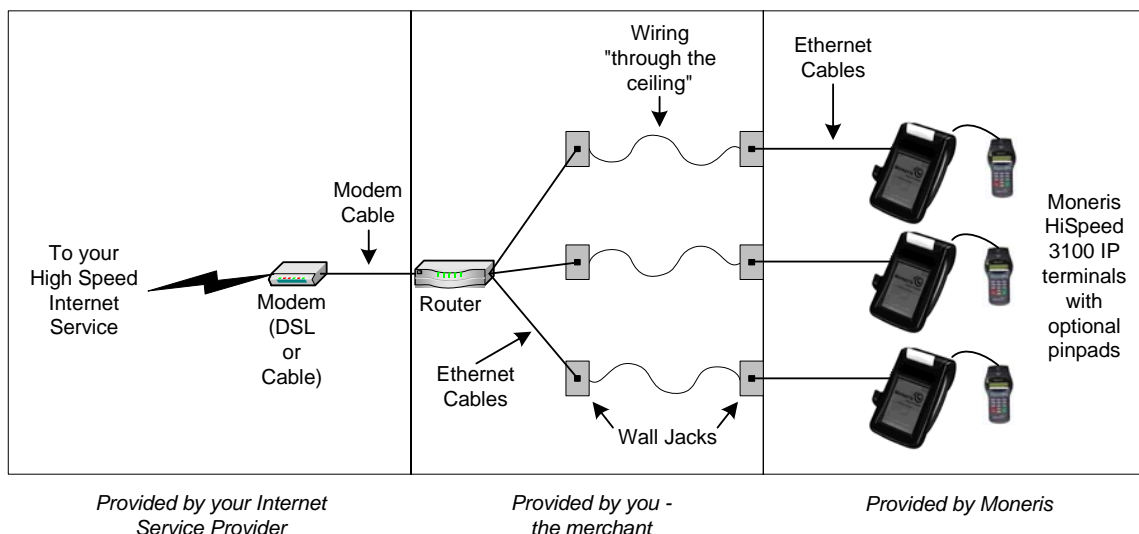 To your
High Speed
Internet
Service
Modem
(DSL
or
Cable)
Modem
Cable
Router
Ethernet
Cables
Wiring
"through the
ceiling"
Wall Jacks
Ethernet
Cables
Moneris
HiSpeed
3100 IP
terminals
with
optional
pinpads
Provided by your Internet
Service Provider
Provided by you -
the merchant
Provided by Moneris